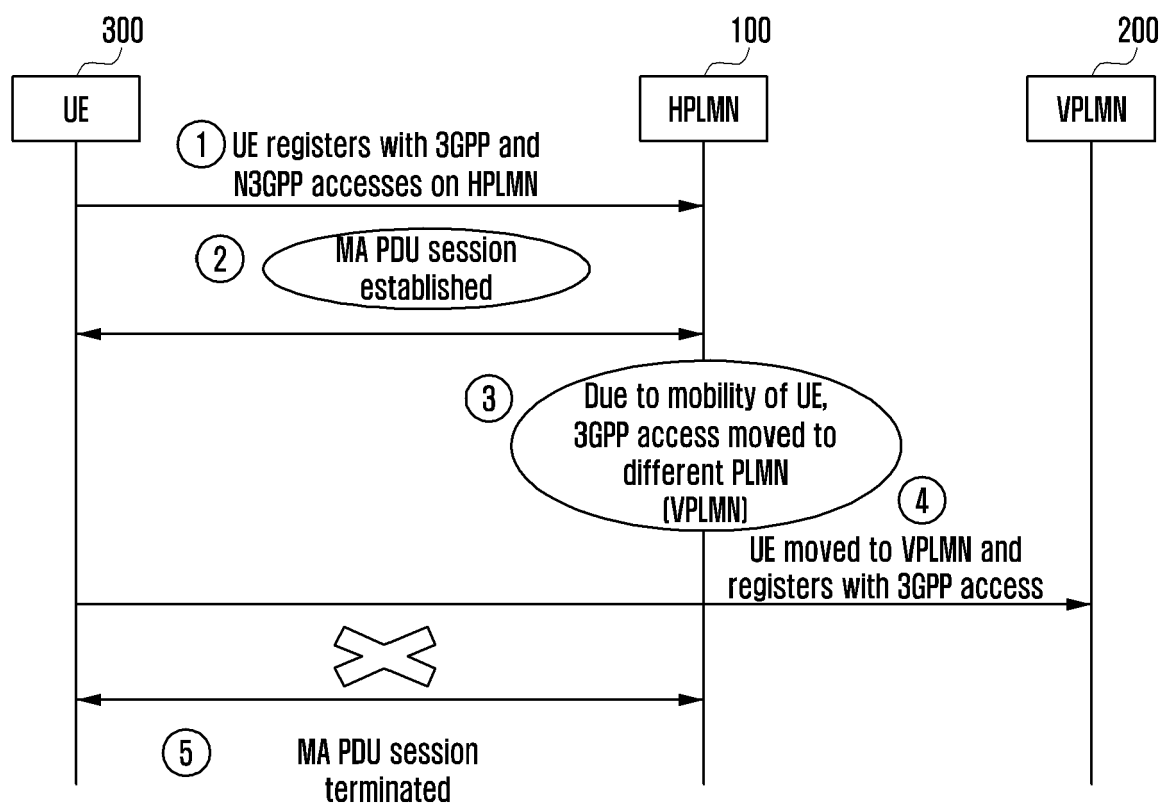 300
100
200
UE
HPLMN
VPLMN
1
UE registers with 3GPP and
N3GPP accesses on HPLMN
2
MA PDU session
established
3
Due to mobility of UE,
3GPP access moved to
different PLMN
(VPLMN)
4
UE moved to VPLMN and
registers with 3GPP access
5
MA PDU session
terminated